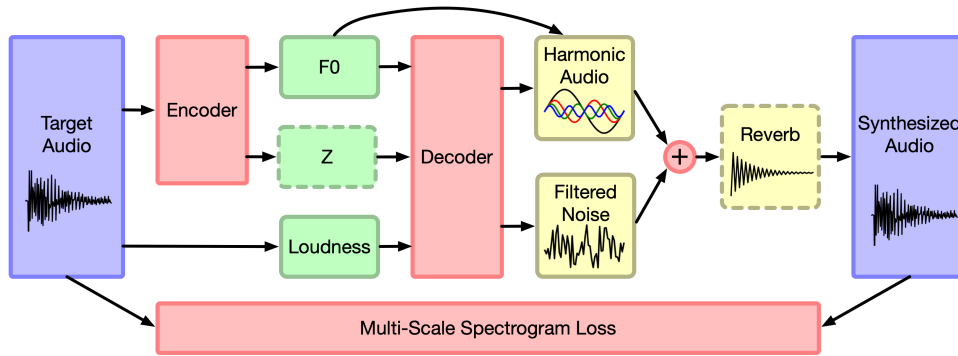 Target
Audio
Encoder
F0
Z
Loudness
Decoder
Harmonic
Audio
Filtered
Noise
+
Reverb
Synthesized
Audio
Multi-Scale Spectrogram Loss